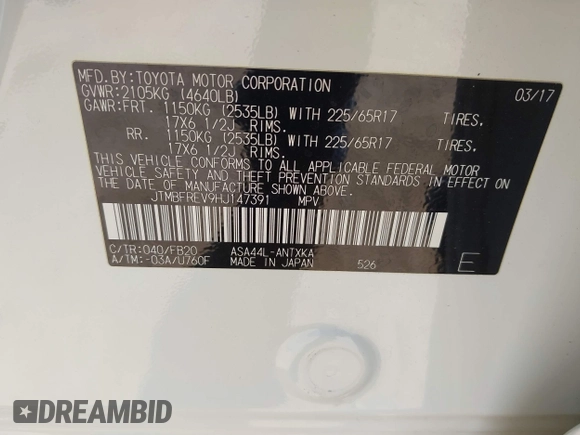 MFD.BY:TOYOTA MOTOR CORPORATION 03/17
GVWR:2105KG (4640LB)
GAWR:FRT. 1150KG (2535LB) WITH 225/65R17 TIRES,
17X6 1/2J RIMS.
RR. 1150KG (2535LB) WITH 225/65R17 TIRES,
17X6 1/2J RIMS.
THIS VEHICLE CONFORMS TO ALL APPLICABLE FEDERAL MOTOR
VEHICLE SAFETY AND THEFT PREVENTION STANDARDS IN EFFECT ON
THE DATE OF MANUFACTURE SHOWN ABOVE.
JTMBFREV9HJ147391 MPV
C/TR:040/FB20 ASA44L-ANTXKA
A/TM:-03A/U760F MADE IN JAPAN 526 E
DREAMBID